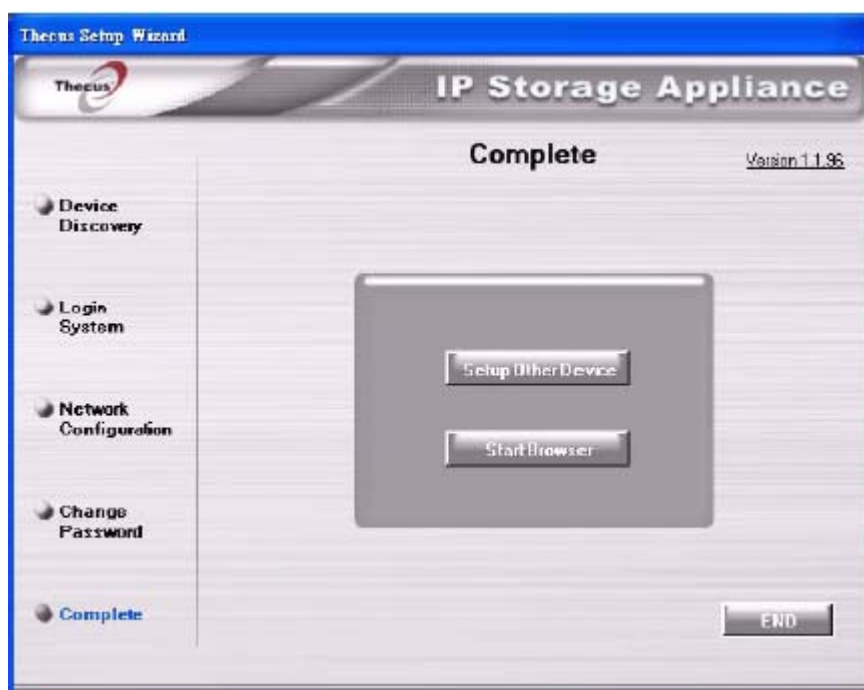 Thecus Setup Wizard
Thecus
IP Storage Appliance
Complete
Version 1.1.96
Device
Discovery
Login
System
Network
Configuration
Change
Password
Complete
Setup Other Device
Start Browser
END